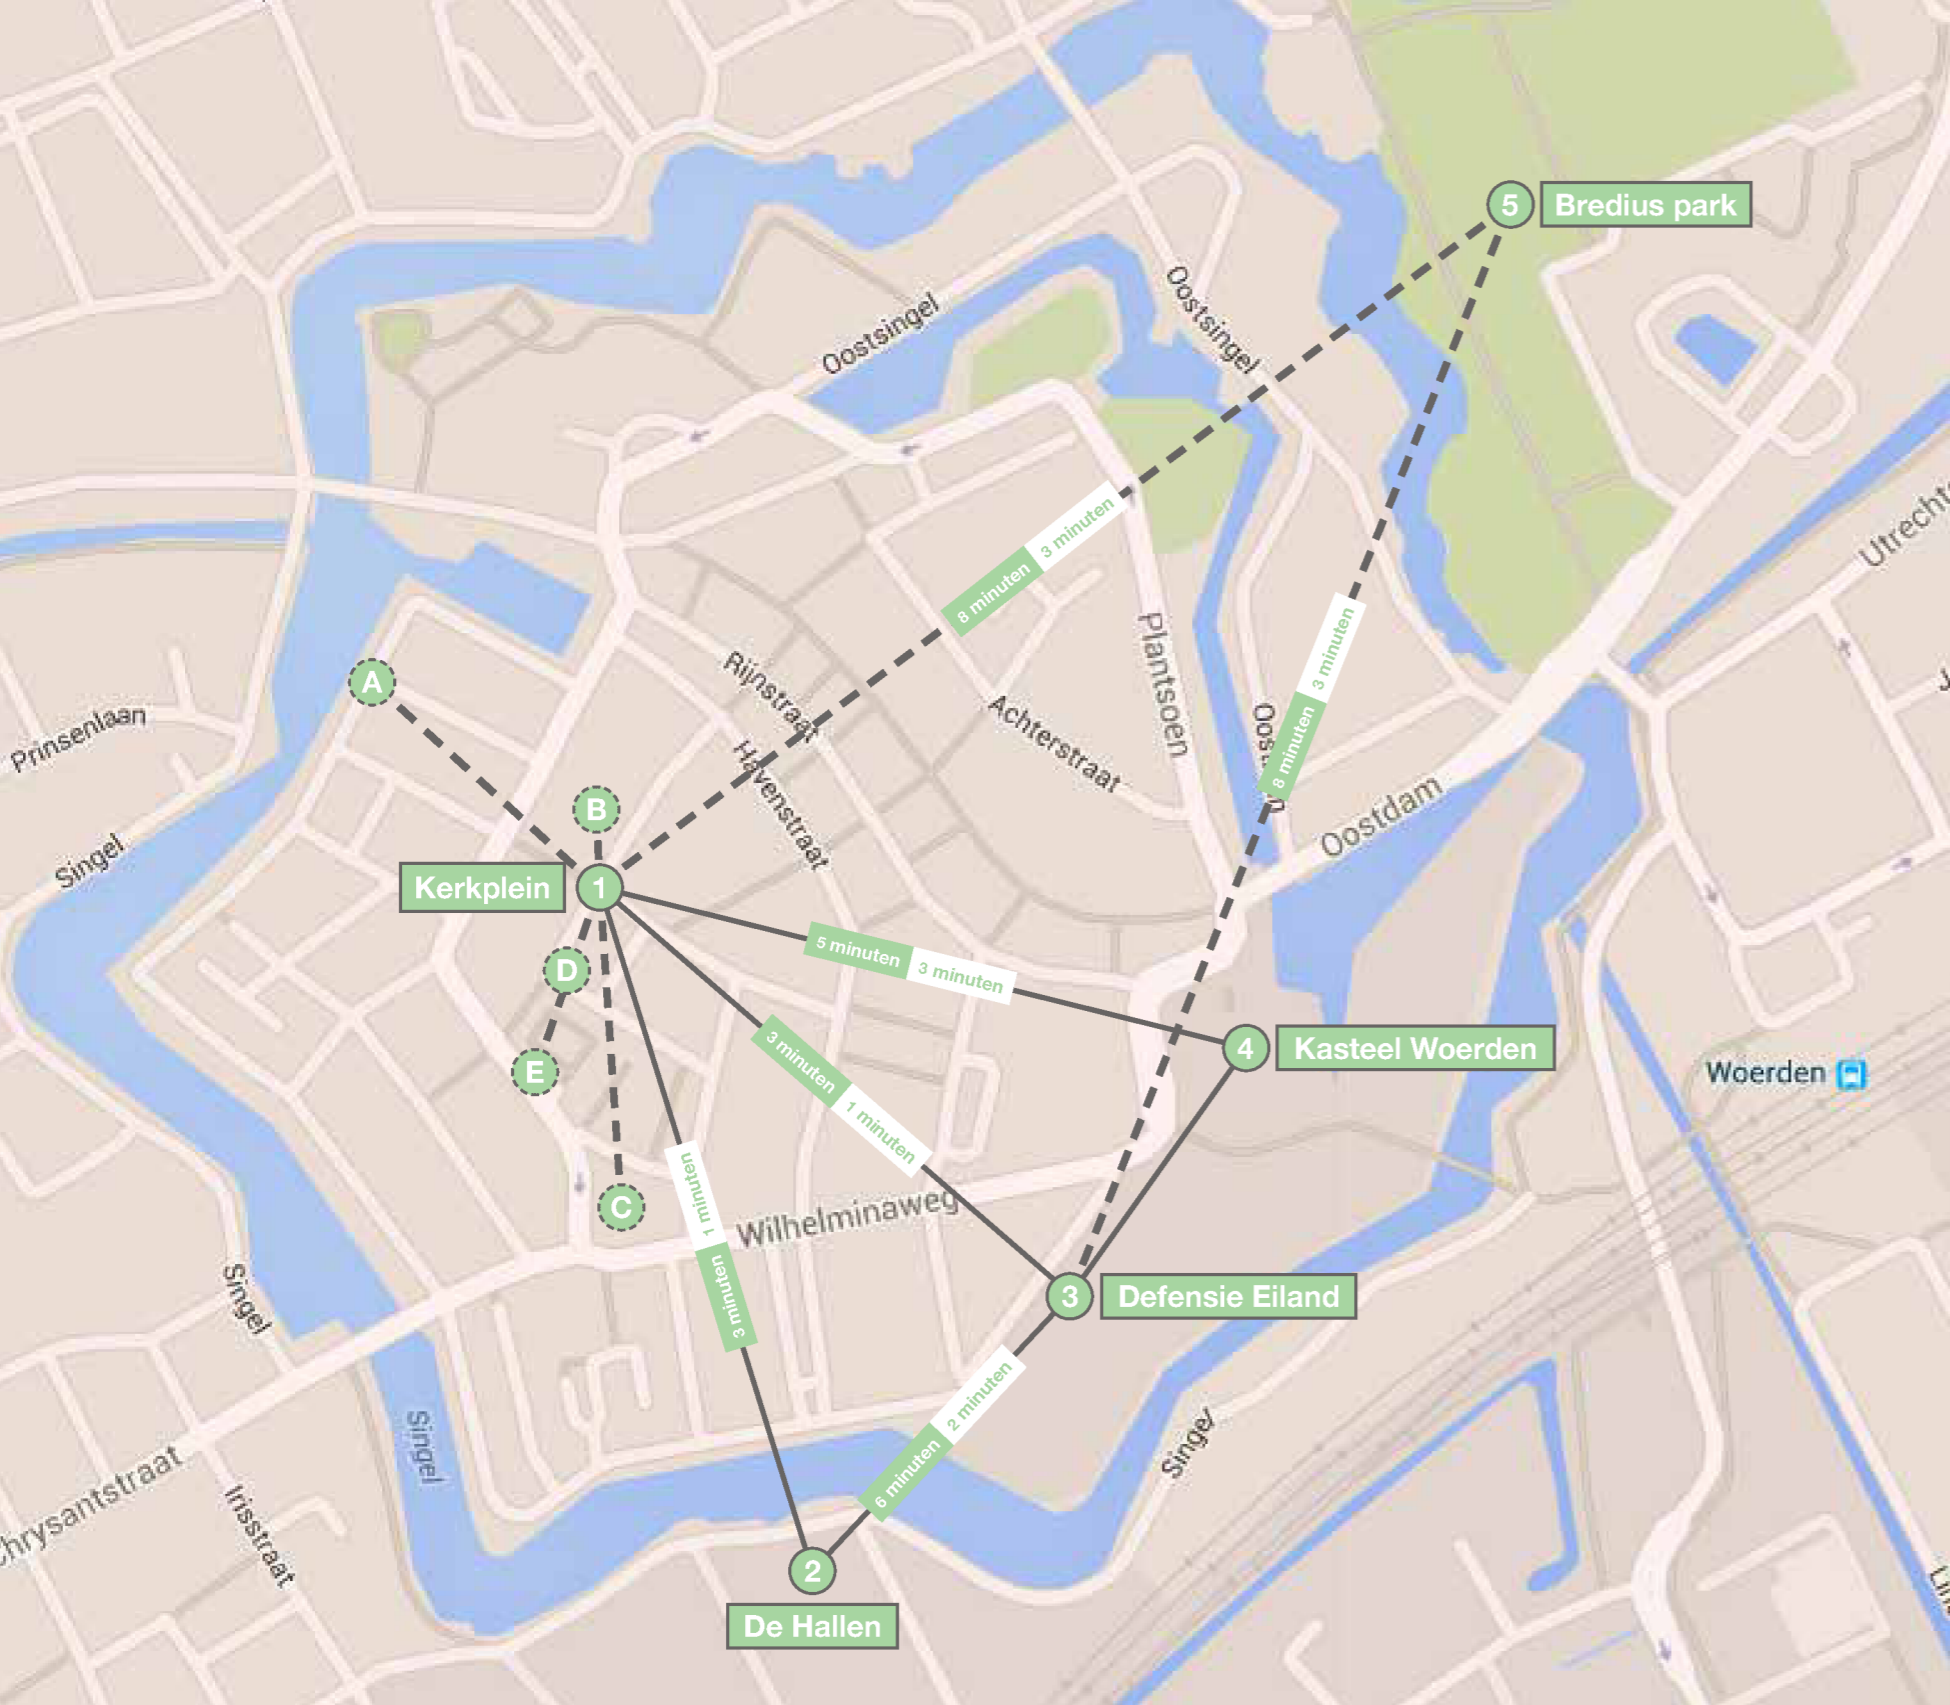 5
Bredius park
Oostsingel
Oostsingel
3 minuten
8 minuten
Utrechts
A
Rijnstraat
Plantsoen
3 minuten
8 minuten
Prinsenlaan
Achterstraat
Havenstraat
B
Oostdam
Singel
Kerkplein
1
5 minuten
3 minuten
D
3 minuten
1 minuten
4
Kasteel Woerden
E
Woerden
1 minuten
3 minuten
C
Wilhelminaweg
Singel
3
Defensie Eiland
2 minuten
6 minuten
Singel
Singel
Chrysantstraat
Irisstraat
2
De Hallen